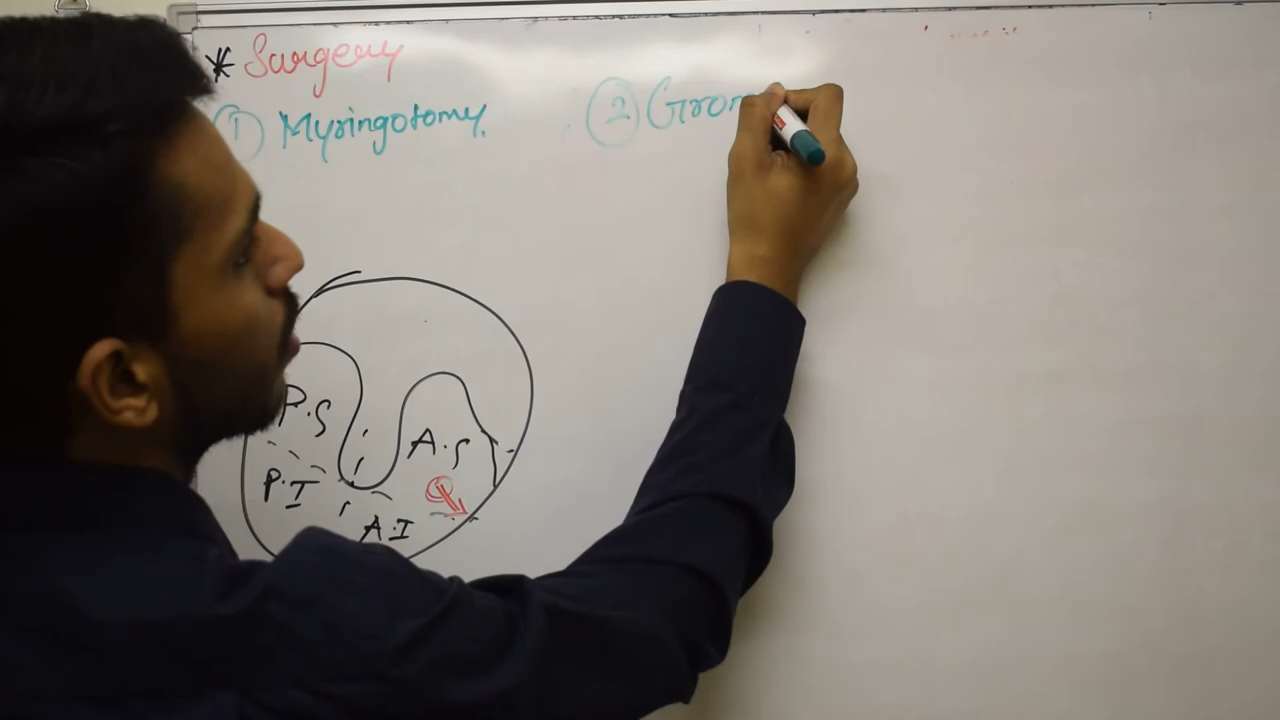 * Surgery
① Myringotomy.
② Grom
P.S
A.S
P.I
A.I